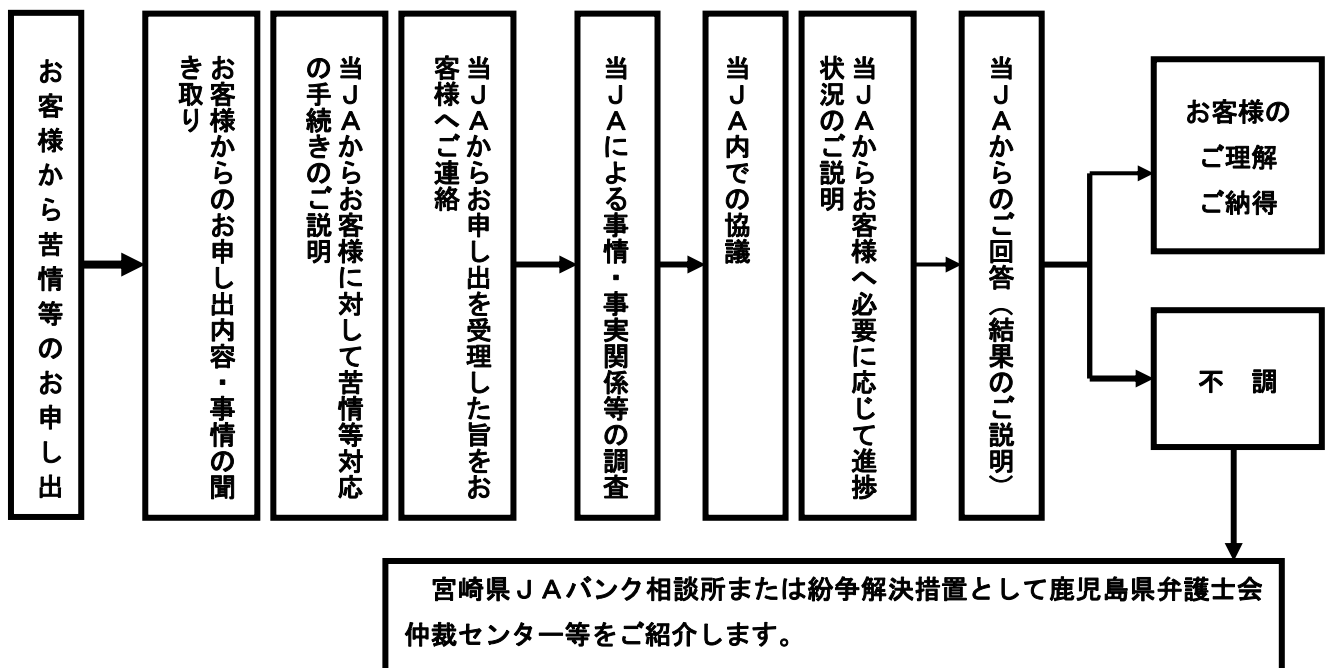 お客様から苦情等のお申し出
お客様からのお申し出内容・事情の聞
き取り
当ＪＡからお客様に対して苦情等対応
の手続きのご説明
当ＪＡからお申し出を受理した旨をお
客様へご連絡
当ＪＡによる事情・事実関係等の調査
当ＪＡ内での協議
当ＪＡからお客様へ必要に応じて進捗
状況のご説明
当ＪＡからのご回答（結果のご説明）
お客様の
ご理解
ご納得
不　調
宮崎県ＪＡバンク相談所または紛争解決措置として鹿児島県弁護士会
仲裁センター等をご紹介します。